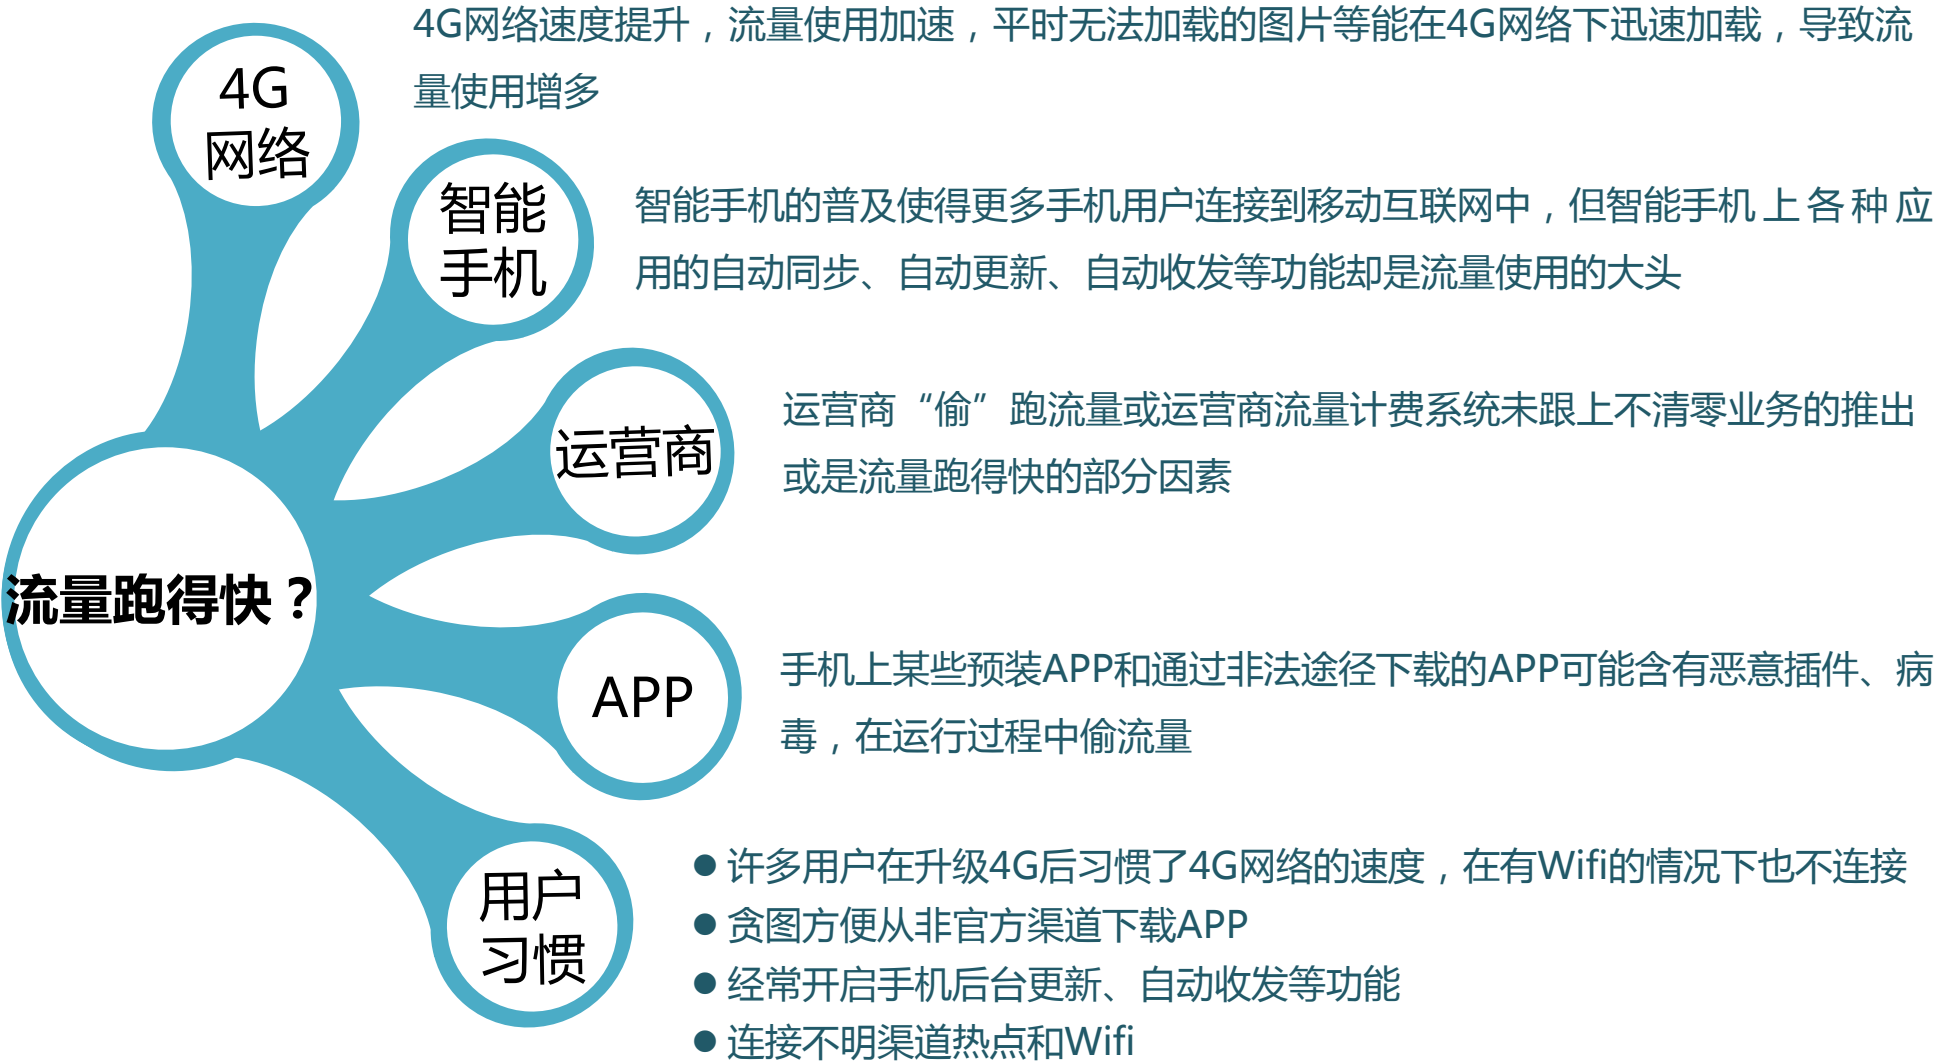 4G网络速度提升，流量使用加速，平时无法加载的图片等能在4G网络下迅速加载，导致流
量使用增多
4G
网络
智能
手机
智能手机的普及使得更多手机用户连接到移动互联网中，但智能手机上各种应
用的自动同步、自动更新、自动收发等功能却是流量使用的大头
运营商
运营商“偷”跑流量或运营商流量计费系统未跟上不清零业务的推出
或是流量跑得快的部分因素
流量跑得快？
APP
手机上某些预装APP和通过非法途径下载的APP可能含有恶意插件、病
毒，在运行过程中偷流量
用户
习惯
●许多用户在升级4G后习惯了4G网络的速度，在有Wifi的情况下也不连接
●贪图方便从非官方渠道下载APP
●经常开启手机后台更新、自动收发等功能
●连接不明渠道热点和Wifi